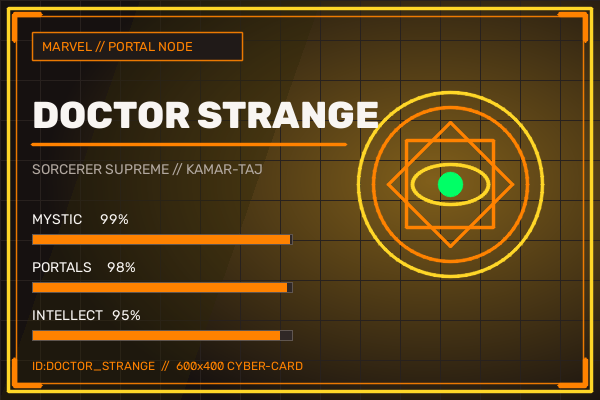 MARVEL // PORTAL NODE
DOCTOR STRANGE
SORCERER SUPREME // KAMAR-TAJ
MYSTIC 99%
PORTALS 98%
INTELLECT 95%
ID:DOCTOR_STRANGE // 600x400 CYBER-CARD